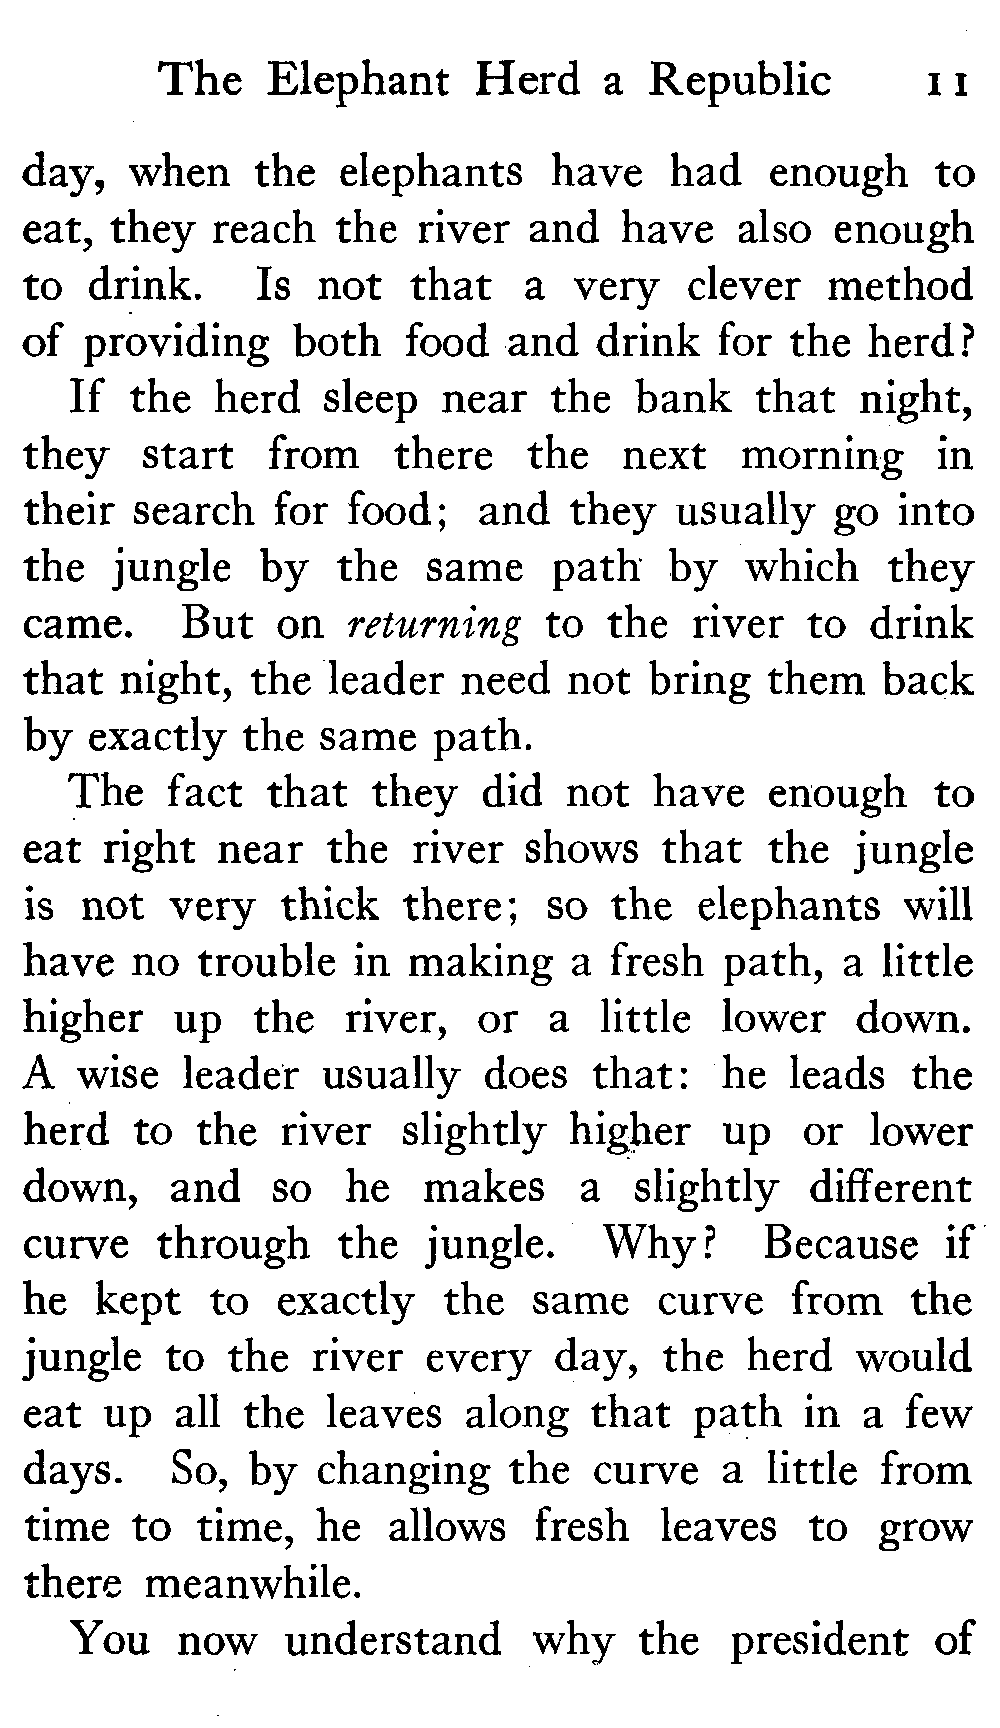 The Elephant Herd a Republic 11
day, when the elephants have had enough to
eat, they reach the river and have also enough
to drink. Is not that a very clever method
of providing both food and drink for the herd?
If the herd sleep near the bank that night,
they start from there the next morning in
their search for food; and they usually go into
the jungle by the same path by which they
came. But on returning to the river to drink
that night, the leader need not bring them back
by exactly the same path.
The fact that they did not have enough to
eat right near the river shows that the jungle
is not very thick there; so the elephants will
have no trouble in making a fresh path, a little
higher up the river, or a little lower down.
A wise leader usually does that: he leads the
herd to the river slightly higher up or lower
down, and so he makes a slightly different
curve through the jungle. Why? Because if
he kept to exactly the same curve from the
jungle to the river every day, the herd would
eat up all the leaves along that path in a few
days. So, by changing the curve a little from
time to time, he allows fresh leaves to grow
there meanwhile.
You now understand why the president of